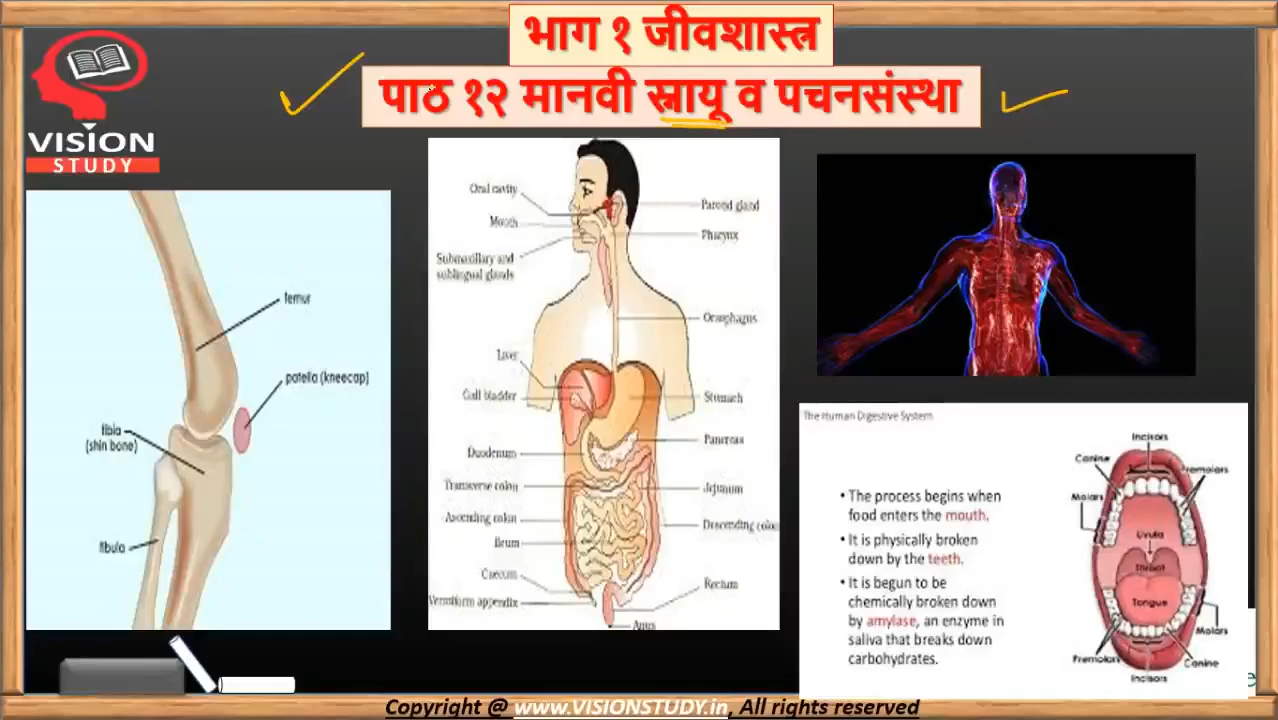 भाग १ जीवशास्त्र
पाठ १२ मानवी स्नायू व पचनसंस्था
VISION
STUDY
femur
patella (kneecap)
tibia
(shin bone)
fibula
Oral cavity
Mouth
Submaxillary and
sublingual glands
Liver
Gall bladder
Duodenum
Transverse colon
Ascending colon
Ileum
Caecum
Vermiform appendix
Parotid gland
Pharynx
Oesophagus
Stomach
Pancreas
Jejunum
Descending colon
Rectum
Anus
The Human Digestive System
• The process begins when
food enters the mouth.
• It is physically broken
down by the teeth.
• It is begun to be
chemically broken down
by amylase, an enzyme in
saliva that breaks down
carbohydrates.
Incisors
Canine
Premolars
Molars
Uvula
Throat
Tongue
Molars
Premolars
Canine
Incisors
Copyright @ www.VISIONSTUDY.in, All rights reserved